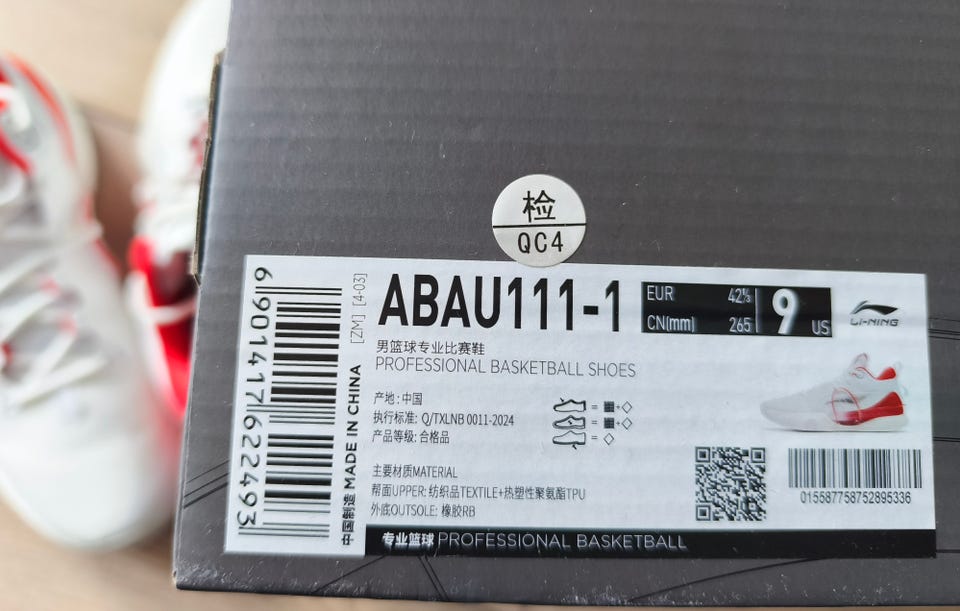 检
QC4
6 901417 622493
中国制造 MADE IN CHINA [ZM] [4-03]
ABAU111-1
EUR 42⅓
CN(mm) 265
9 US
LI-NING
男篮球专业比赛鞋
PROFESSIONAL BASKETBALL SHOES
产地:中国
执行标准: Q/TXLNB 0011-2024
产品等级: 合格品
主要材质MATERIAL
帮面UPPER: 纺织品TEXTILE+热塑性聚氨酯TPU
外底OUTSOLE: 橡胶RB
015587758752895336
专业篮球 PROFESSIONAL BASKETBALL